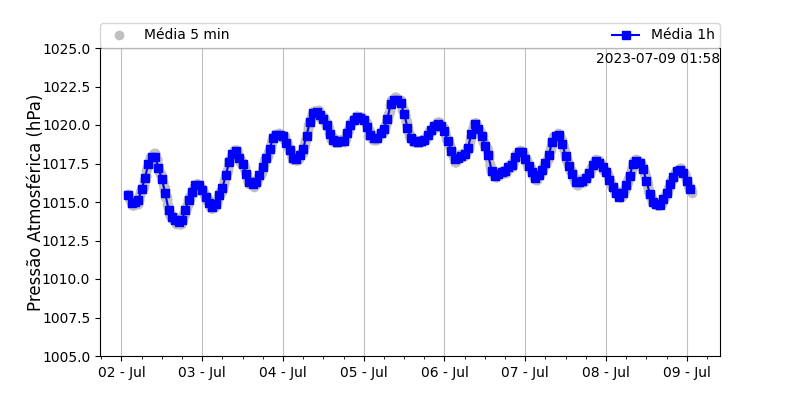 Média 5 min
Média 1h
2023-07-09 01:58
Pressão Atmosférica (hPa)
1025.0
1022.5
1020.0
1017.5
1015.0
1012.5
1010.0
1007.5
1005.0
02 - Jul
03 - Jul
04 - Jul
05 - Jul
06 - Jul
07 - Jul
08 - Jul
09 - Jul